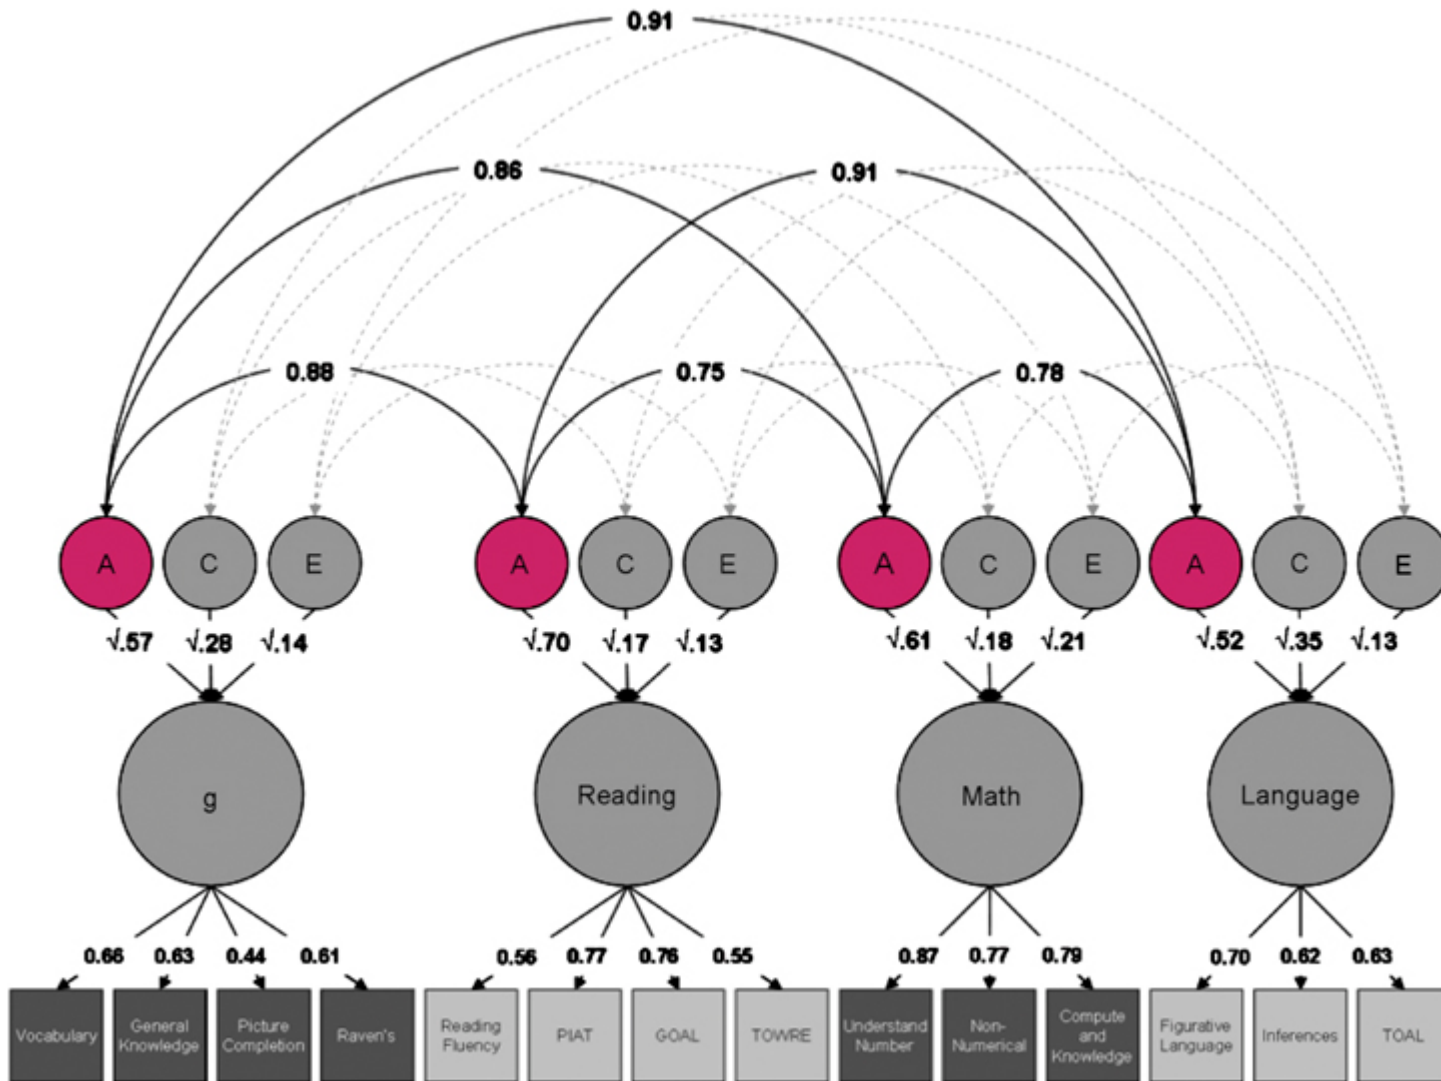 0.91
0.86 0.91
0.88 0.75 0.78
A C E A C E A C E A C E
√.57 √.28 √.14 √.70 √.17 √.13 √.61 √.18 √.21 √.52 √.35 √.13
g Reading Math Language
0.66 0.63 0.44 0.61 0.56 0.77 0.76 0.55 0.87 0.77 0.79 0.70 0.62 0.63
Vocabulary
General
Knowledge
Picture
Completion
Raven's
Reading
Fluency
PIAT
GOAL
TOWRE
Understand
Number
Non-
Numerical
Compute
and
Knowledge
Figurative
Language
Inferences
TOAL